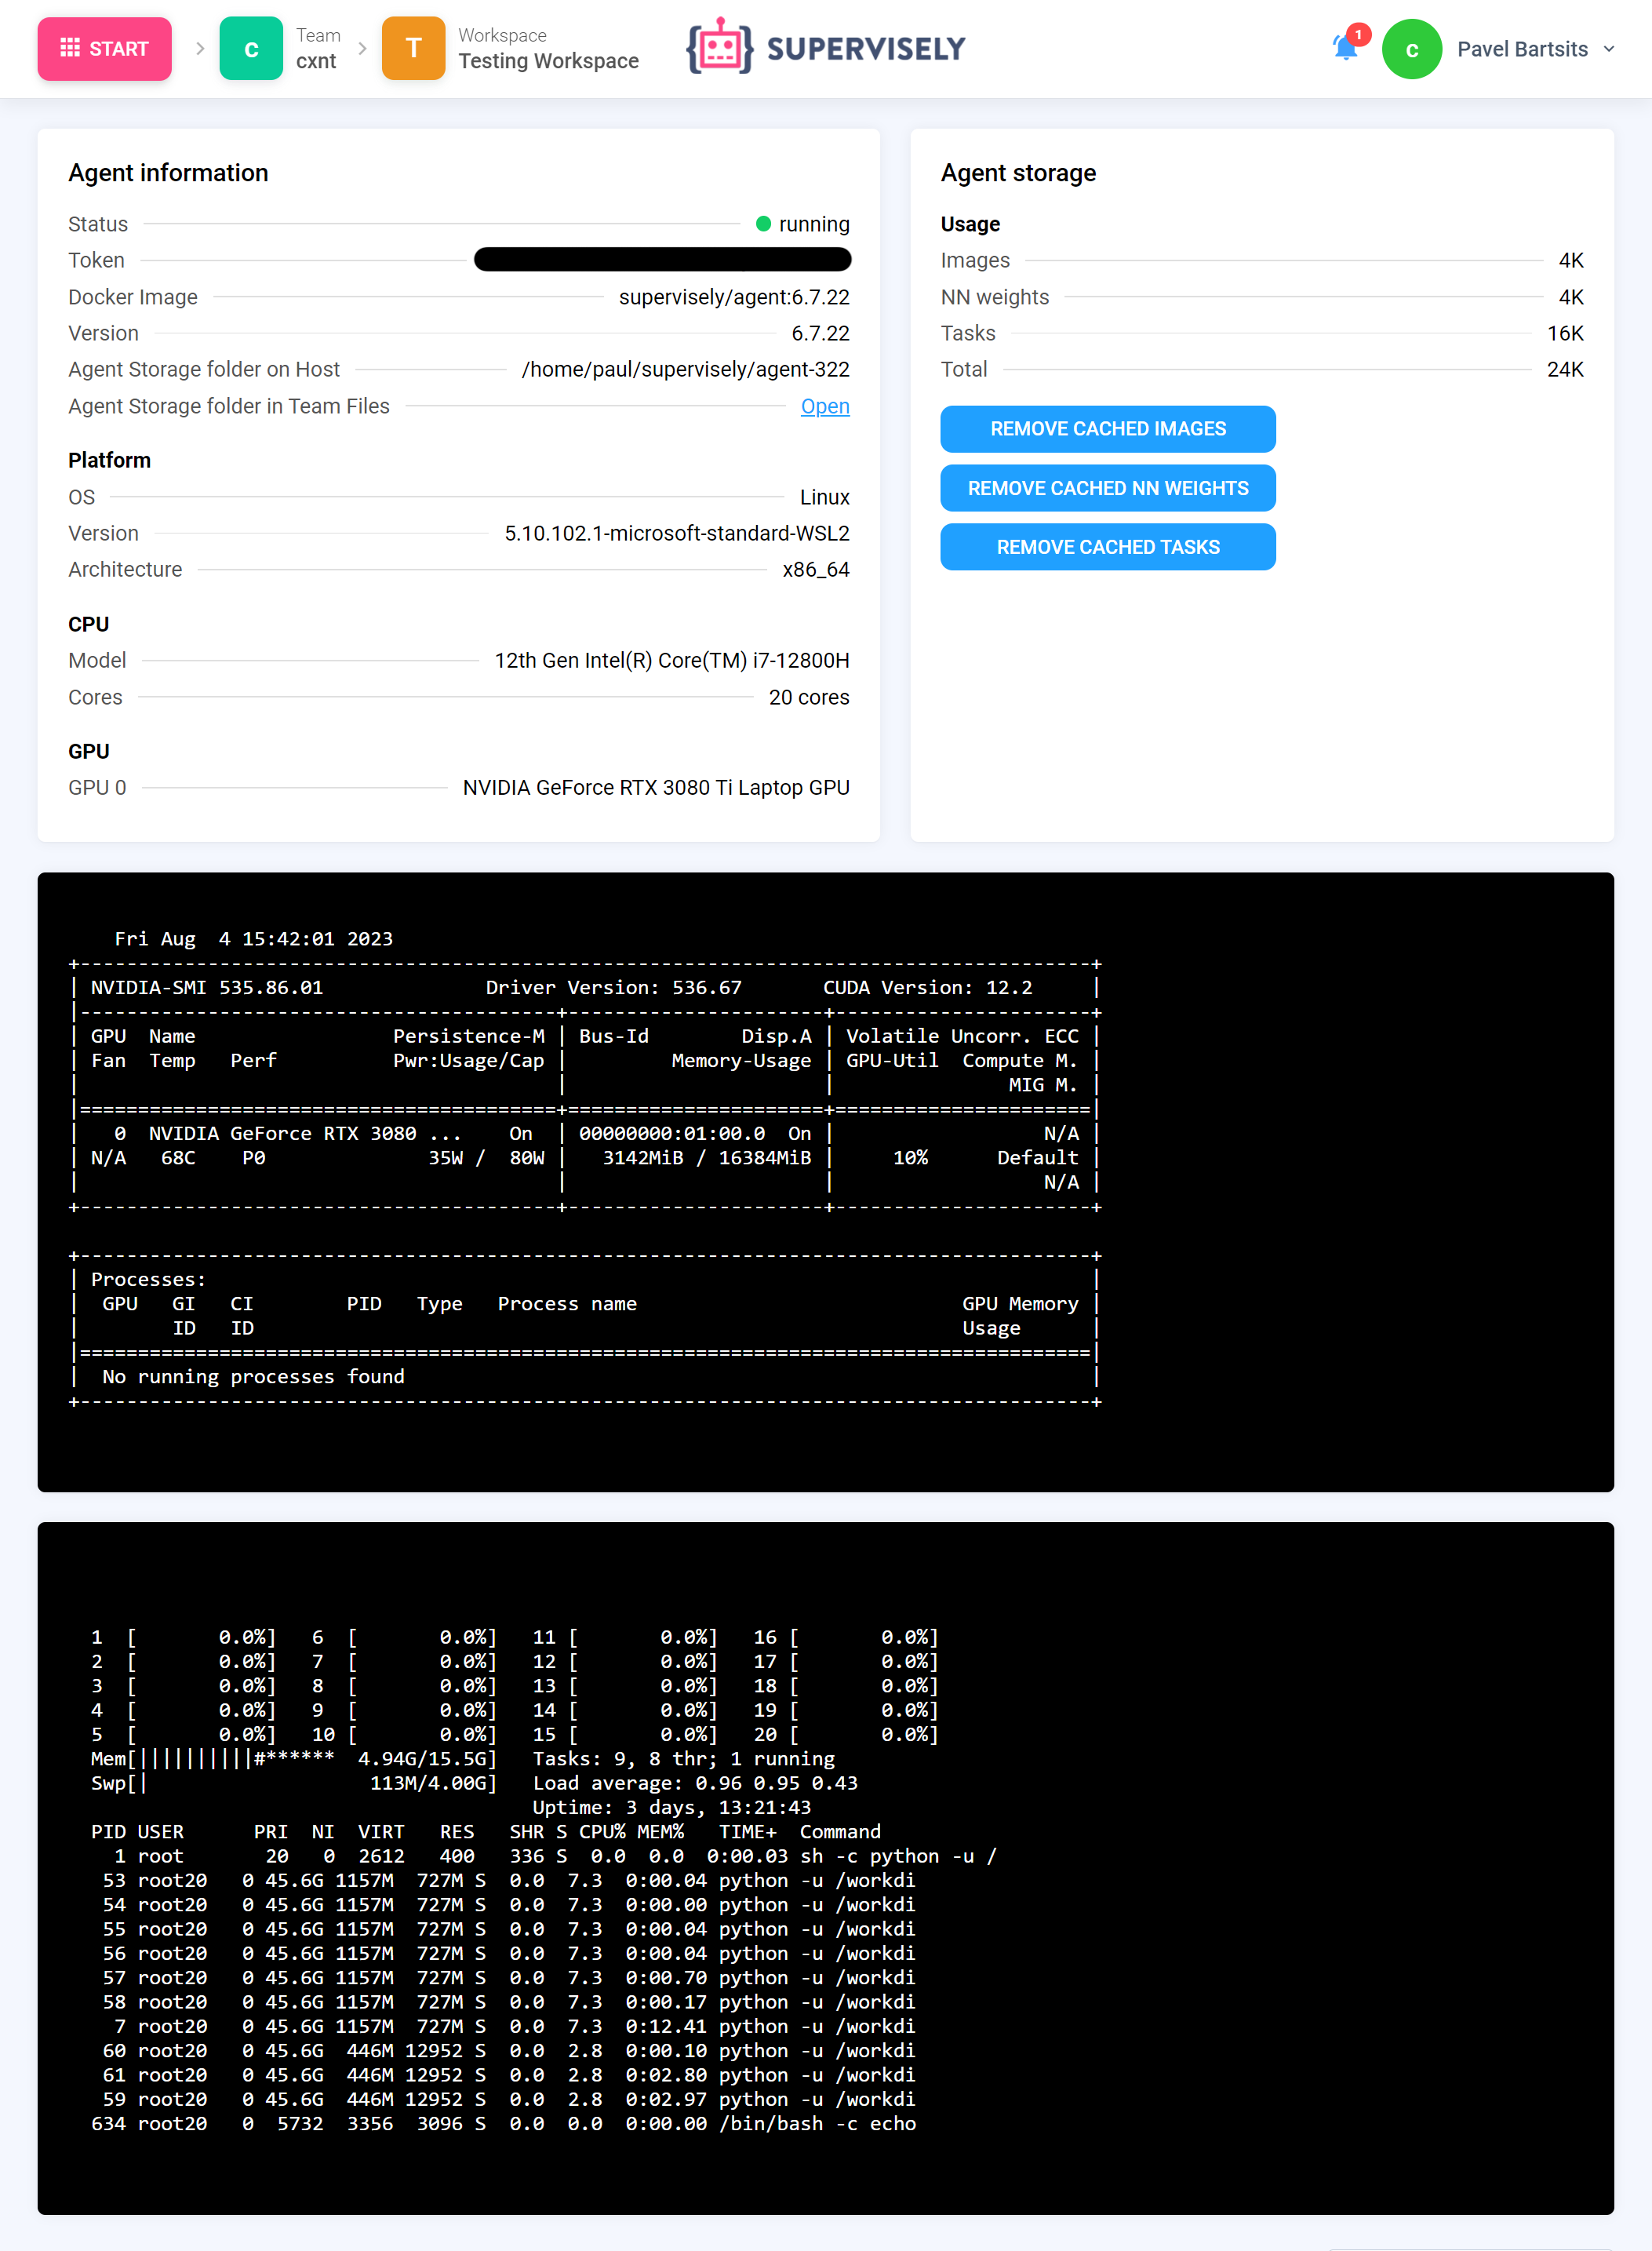 START
c
Team
cxnt
T
Workspace
Testing Workspace
SUPERVISELY
1
c
Pavel Bartsits
Agent information
Status running
Token
Docker Image supervisely/agent:6.7.22
Version 6.7.22
Agent Storage folder on Host /home/paul/supervisely/agent-322
Agent Storage folder in Team Files Open
Platform
OS Linux
Version 5.10.102.1-microsoft-standard-WSL2
Architecture x86_64
CPU
Model 12th Gen Intel(R) Core(TM) i7-12800H
Cores 20 cores
GPU
GPU 0 NVIDIA GeForce RTX 3080 Ti Laptop GPU
Agent storage
Usage
Images 4K
NN weights 4K
Tasks 16K
Total 24K
REMOVE CACHED IMAGES
REMOVE CACHED NN WEIGHTS
REMOVE CACHED TASKS
Fri Aug  4 15:42:01 2023
+---------------------------------------------------------------------------------------+
| NVIDIA-SMI 535.86.01              Driver Version: 536.67       CUDA Version: 12.2     |
|-----------------------------------------+----------------------+----------------------+
| GPU  Name                 Persistence-M | Bus-Id        Disp.A | Volatile Uncorr. ECC |
| Fan  Temp   Perf          Pwr:Usage/Cap |         Memory-Usage | GPU-Util  Compute M. |
|                                         |                      |               MIG M. |
|=========================================+======================+======================|
|   0  NVIDIA GeForce RTX 3080 ...    On  | 00000000:01:00.0  On |                  N/A |
| N/A   68C    P0              35W /  80W |   3142MiB / 16384MiB |     10%      Default |
|                                         |                      |                  N/A |
+-----------------------------------------+----------------------+----------------------+
+---------------------------------------------------------------------------------------+
| Processes:                                                                            |
|  GPU   GI   CI        PID   Type   Process name                            GPU Memory |
|        ID   ID                                                             Usage      |
|=======================================================================================|
|  No running processes found                                                           |
+---------------------------------------------------------------------------------------+
1  [       0.0%]   6  [       0.0%]   11 [       0.0%]   16 [       0.0%]
2  [       0.0%]   7  [       0.0%]   12 [       0.0%]   17 [       0.0%]
3  [       0.0%]   8  [       0.0%]   13 [       0.0%]   18 [       0.0%]
4  [       0.0%]   9  [       0.0%]   14 [       0.0%]   19 [       0.0%]
5  [       0.0%]   10 [       0.0%]   15 [       0.0%]   20 [       0.0%]
Mem[||||||||||#******  4.94G/15.5G]   Tasks: 9, 8 thr; 1 running
Swp[|                   113M/4.00G]   Load average: 0.96 0.95 0.43
Uptime: 3 days, 13:21:43
PID USER      PRI  NI  VIRT   RES   SHR S CPU% MEM%   TIME+  Command
1 root       20   0  2612   400   336 S  0.0  0.0  0:00.03 sh -c python -u /
53 root20   0 45.6G 1157M  727M S  0.0  7.3  0:00.04 python -u /workdi
54 root20   0 45.6G 1157M  727M S  0.0  7.3  0:00.00 python -u /workdi
55 root20   0 45.6G 1157M  727M S  0.0  7.3  0:00.04 python -u /workdi
56 root20   0 45.6G 1157M  727M S  0.0  7.3  0:00.04 python -u /workdi
57 root20   0 45.6G 1157M  727M S  0.0  7.3  0:00.70 python -u /workdi
58 root20   0 45.6G 1157M  727M S  0.0  7.3  0:00.17 python -u /workdi
7 root20   0 45.6G 1157M  727M S  0.0  7.3  0:12.41 python -u /workdi
60 root20   0 45.6G  446M 12952 S  0.0  2.8  0:00.10 python -u /workdi
61 root20   0 45.6G  446M 12952 S  0.0  2.8  0:02.80 python -u /workdi
59 root20   0 45.6G  446M 12952 S  0.0  2.8  0:02.97 python -u /workdi
634 root20   0  5732  3356  3096 S  0.0  0.0  0:00.00 /bin/bash -c echo